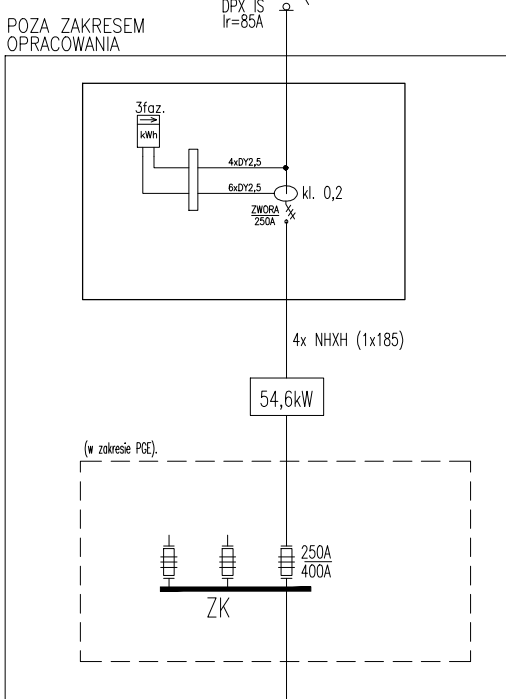 DPX IS
Ir=85A
POZA ZAKRESEM
OPRACOWANIA
3faz.
kWh
4xDY2,5
6xDY2,5
kl. 0,2
ZWORA
250A
4x NHXH (1x185)
54,6kW
(w zakresie PGE).
250A
400A
ZK